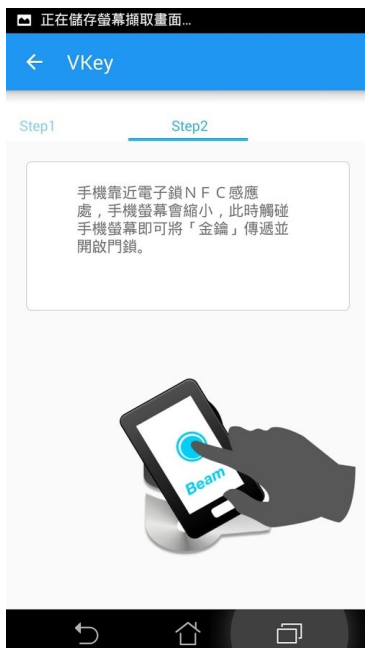 正在儲存螢幕擷取畫面...
VKey
Step1
Step2
手機靠近電子鎖ＮＦＣ感應
處，手機螢幕會縮小，此時觸碰
手機螢幕即可將「金鑰」傳遞並
開啟門鎖。
Beam